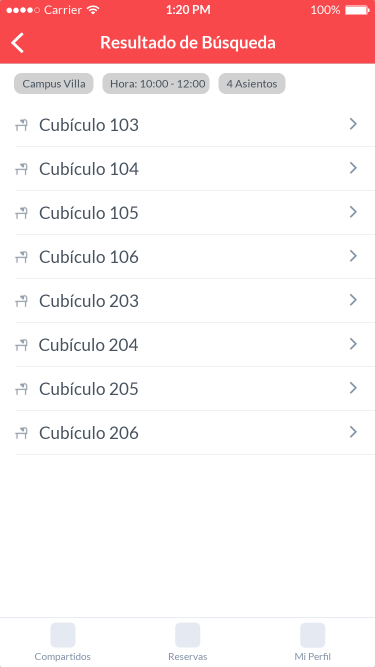 Carrier 1:20 PM 100%
Resultado de Búsqueda
Campus Villa Hora: 10:00 - 12:00 4 Asientos
Cubículo 103
Cubículo 104
Cubículo 105
Cubículo 106
Cubículo 203
Cubículo 204
Cubículo 205
Cubículo 206
Compartidos Reservas Mi Perfil